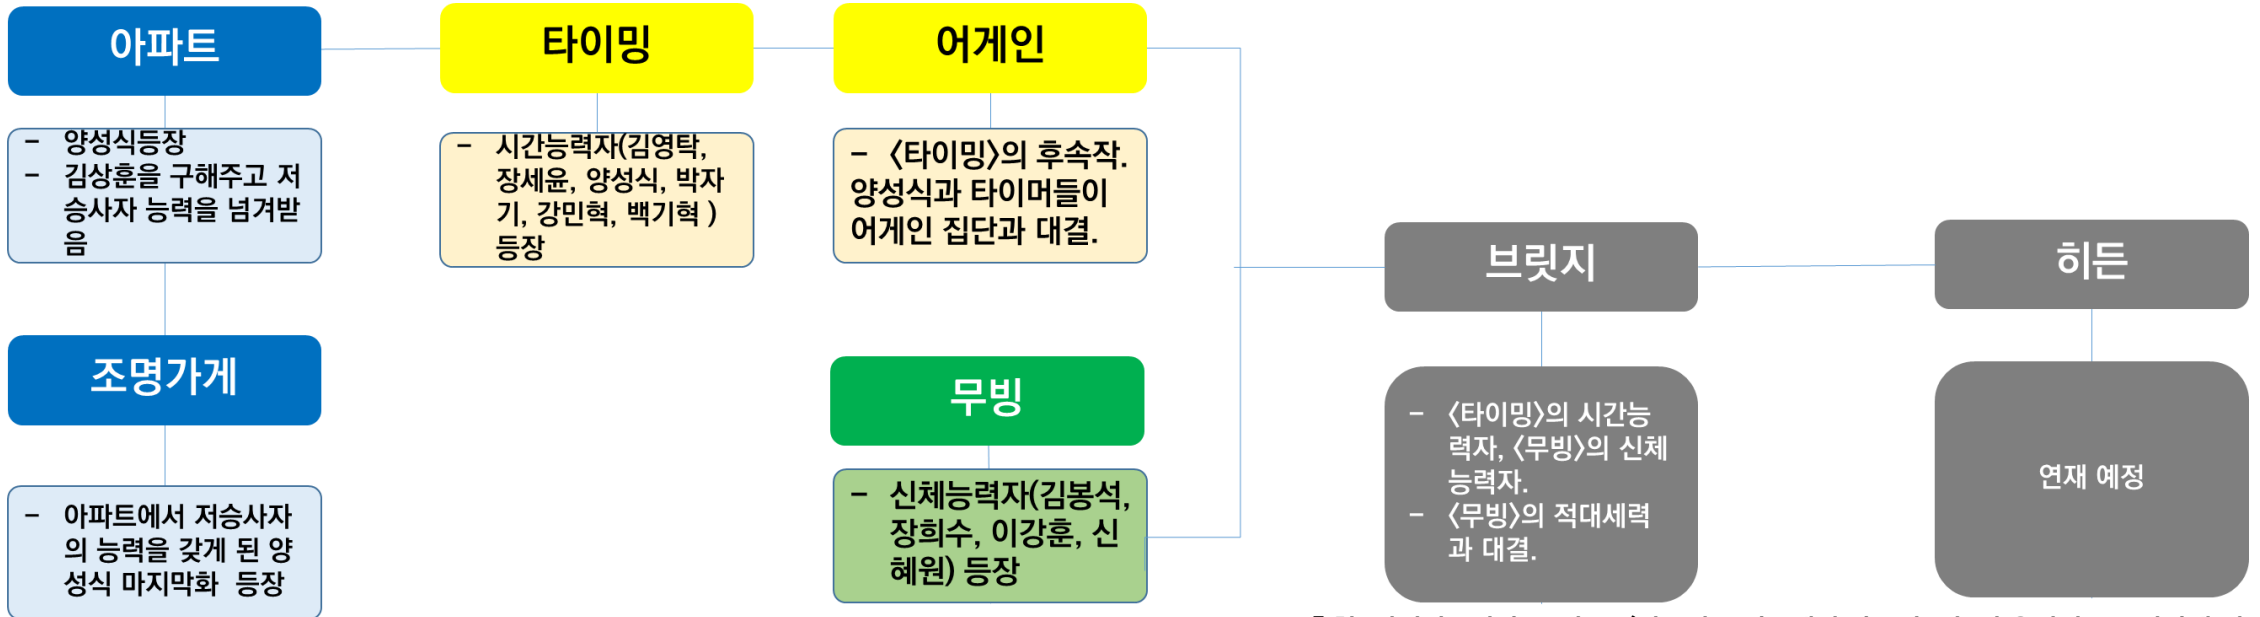 아파트
- 양성식등장
- 김상훈을 구해주고 저
승사자 능력을 넘겨받
음
조명가게
- 아파트에서 저승사자
의 능력을 갖게 된 양
성식 마지막화 등장
타이밍
- 시간능력자(김영탁,
장세윤, 양성식, 박자
기, 강민혁, 백기혁 )
등장
어게인
- 〈타이밍〉의 후속작.
양성식과 타이머들이
어게인 집단과 대결.
무빙
- 신체능력자(김봉석,
장희수, 이강훈, 신
혜원) 등장
브릿지
- 〈타이밍〉의 시간능
력자, 〈무빙〉의 신체
능력자.
- 〈무빙〉의 적대세력
과 대결.
히든
연재 예정